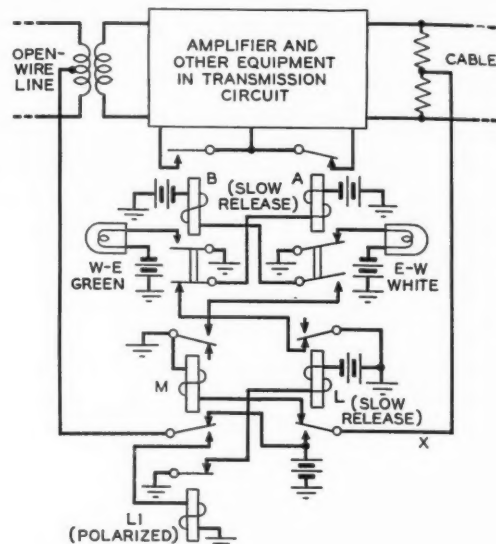 OPEN-
WIRE
LINE
AMPLIFIER AND
OTHER EQUIPMENT
IN TRANSMISSION
CIRCUIT
CABLE
B
(SLOW
RELEASE)
A
W-E
GREEN
E-W
WHITE
M
L
(SLOW
RELEASE)
X
L1
(POLARIZED)